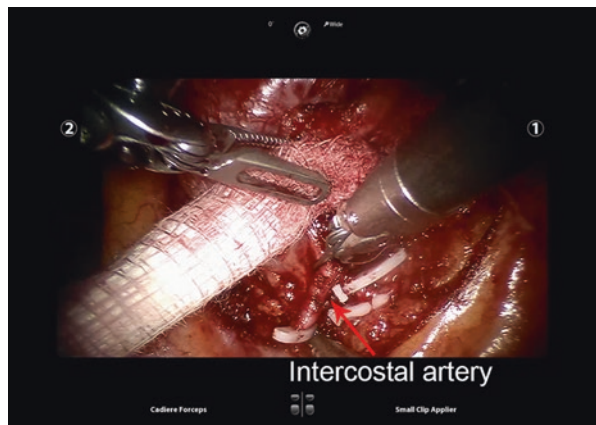 0° Wide
② ①
Intercostal artery
Cadiere Forceps Small Clip Applier